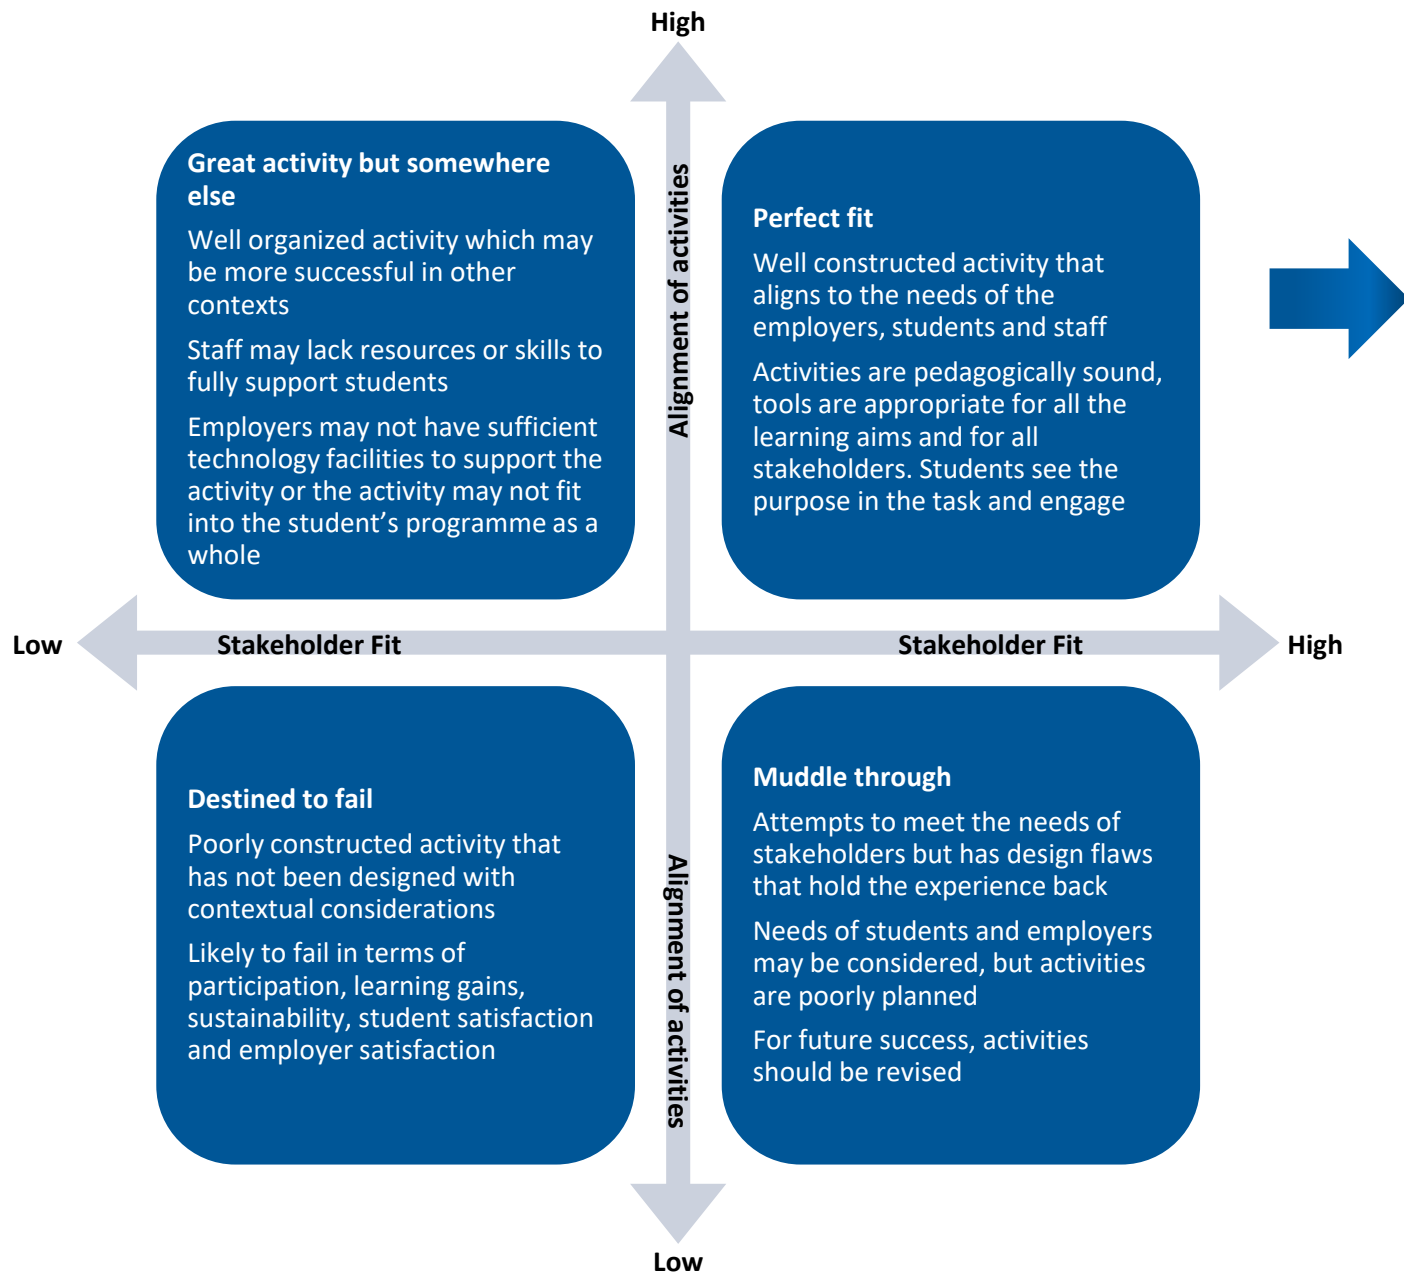 High
Great activity but somewhere
else
Well organized activity which may
be more successful in other
contexts
Staff may lack resources or skills to
fully support students
Employers may not have sufficient
technology facilities to support the
activity or the activity may not fit
into the student’s programme as a
whole
Alignment of activities
Perfect fit
Well constructed activity that
aligns to the needs of the
employers, students and staff
Activities are pedagogically sound,
tools are appropriate for all the
learning aims and for all
stakeholders. Students see the
purpose in the task and engage
Low
Stakeholder Fit
Stakeholder Fit
High
Destined to fail
Poorly constructed activity that
has not been designed with
contextual considerations
Likely to fail in terms of
participation, learning gains,
sustainability, student satisfaction
and employer satisfaction
Alignment of activities
Muddle through
Attempts to meet the needs of
stakeholders but has design flaws
that hold the experience back
Needs of students and employers
may be considered, but activities
are poorly planned
For future success, activities
should be revised
Low